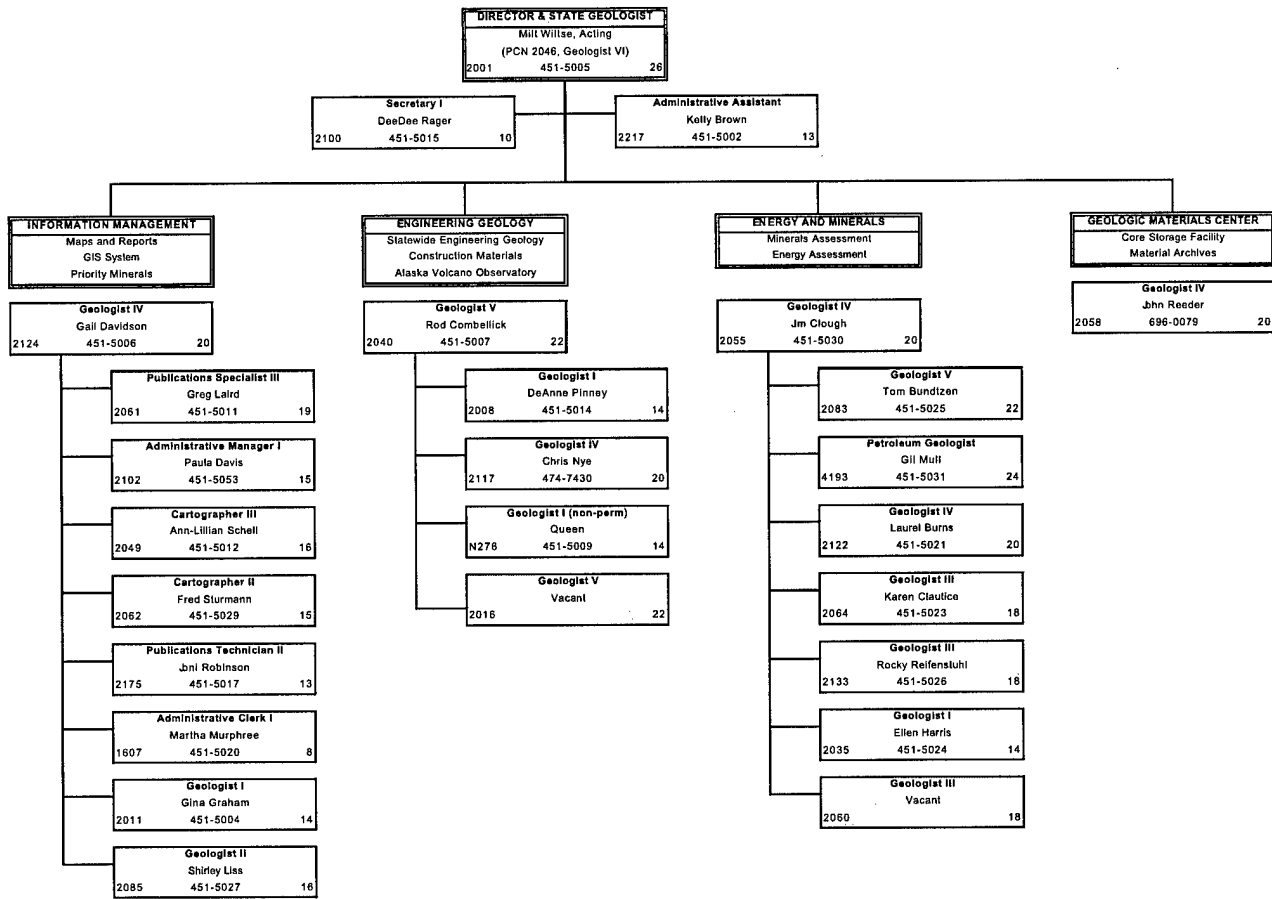 DIRECTOR & STATE GEOLOGIST
Milt Wiltse, Acting
(PCN 2046, Geologist VI)
2001 451-5005 26
Secretary I
DeeDee Rager
2100 451-5015 10
Administrative Assistant
Kelly Brown
2217 451-5002 13
INFORMATION MANAGEMENT
Maps and Reports
GIS System
Priority Minerals
Geologist IV
Gail Davidson
2124 451-5006 20
Publications Specialist III
Greg Laird
2061 451-5011 19
Administrative Manager I
Paula Davis
2102 451-5053 15
Cartographer III
Ann-Lillian Schell
2049 451-5012 16
Cartographer II
Fred Sturmann
2062 451-5029 15
Publications Technician II
Joni Robinson
2175 451-5017 13
Administrative Clerk I
Martha Murphree
1607 451-5020 8
Geologist I
Gina Graham
2011 451-5004 14
Geologist II
Shirley Liss
2085 451-5027 16
ENGINEERING GEOLOGY
Statewide Engineering Geology
Construction Materials
Alaska Volcano Observatory
Geologist V
Rod Combellick
2040 451-5007 22
Geologist I
DeAnne Pinney
2008 451-5014 14
Geologist IV
Chris Nye
2117 474-7430 20
Geologist I (non-perm)
Queen
N276 451-5009 14
Geologist V
Vacant
2016 22
ENERGY AND MINERALS
Minerals Assessment
Energy Assessment
Geologist IV
Jim Clough
2055 451-5030 20
Geologist V
Tom Bundtzen
2083 451-5025 22
Petroleum Geologist
Gil Mull
4193 451-5031 24
Geologist IV
Laurel Burns
2122 451-5021 20
Geologist III
Karen Clautice
2064 451-5023 18
Geologist III
Rocky Reifenstuhl
2133 451-5026 18
Geologist I
Ellen Harris
2035 451-5024 14
Geologist III
Vacant
2060 18
GEOLOGIC MATERIALS CENTER
Core Storage Facility
Material Archives
Geologist IV
John Reeder
2058 696-0079 20